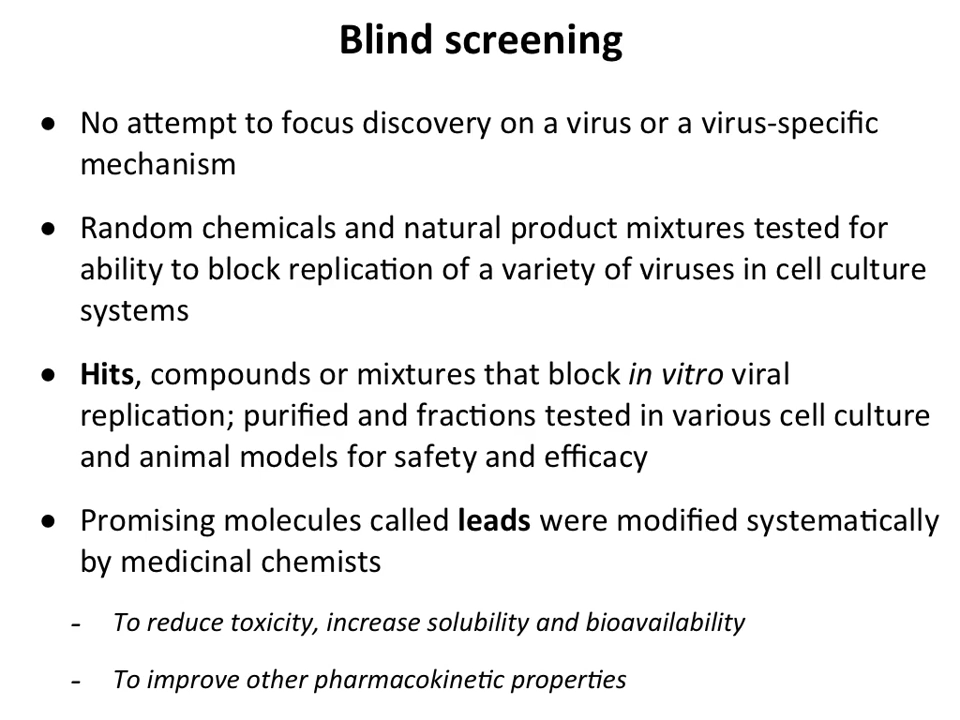 Blind screening
● No attempt to focus discovery on a virus or a virus-specific
mechanism
● Random chemicals and natural product mixtures tested for
ability to block replication of a variety of viruses in cell culture
systems
● Hits, compounds or mixtures that block in vitro viral
replication; purified and fractions tested in various cell culture
and animal models for safety and efficacy
● Promising molecules called leads were modified systematically
by medicinal chemists
- To reduce toxicity, increase solubility and bioavailability
- To improve other pharmacokinetic properties